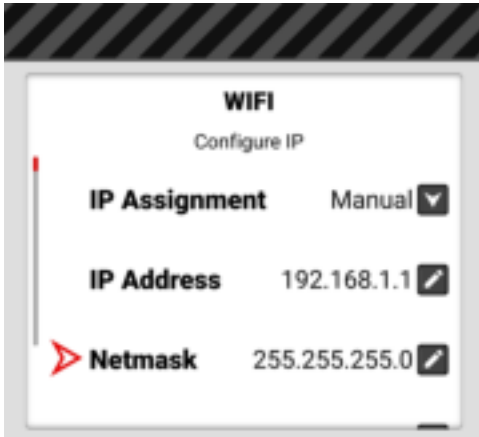 WIFI
Configure IP
IP Assignment Manual
IP Address 192.168.1.1
Netmask 255.255.255.0